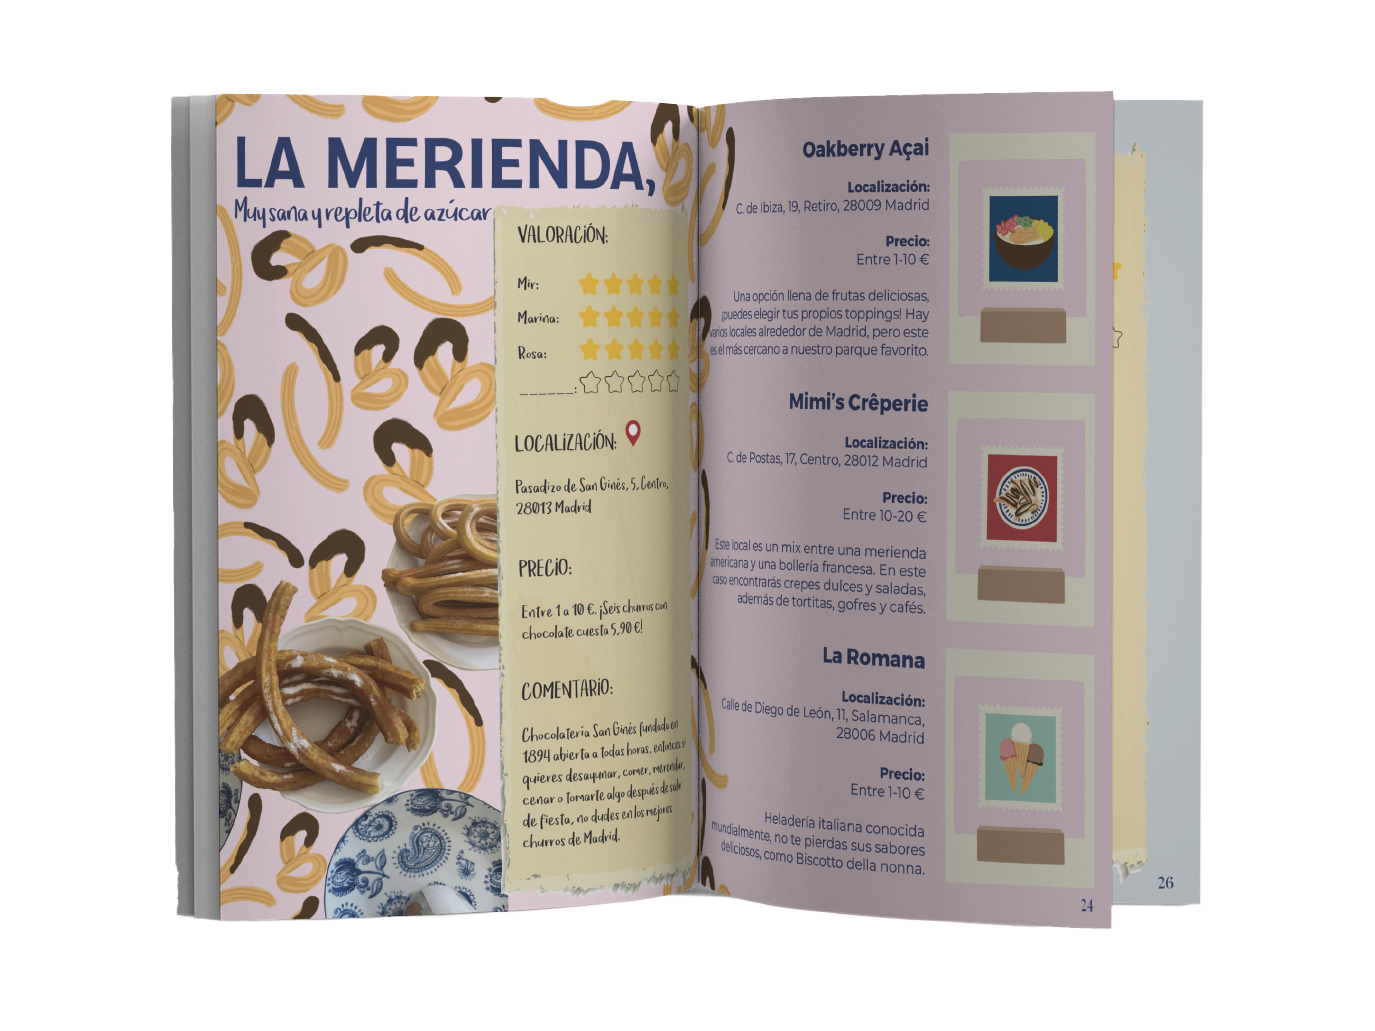 LA MERIENDA,
Muy sana y repleta de azúcar
VALORACIÓN:
Mir:
Marina:
Rosa:
______:
LOCALIZACIÓN:
Pasadizo de San Ginés, 5, Centro,
28013 Madrid
PRECIO:
Entre 1 a 10 €. ¡Seis churros con
chocolate cuesta 5,90 €!
COMENTARIO:
Chocolatería San Ginés fundada en
1894 abierta a todas horas, entonces si
quieres desayunar, comer, merendar,
cenar o tomarte algo después de salir
de fiesta, no dudes en los mejores
churros de Madrid.
Oakberry Açai
Localización:
C. de Ibiza, 19, Retiro, 28009 Madrid
Precio:
Entre 1-10 €
Una opción llena de frutas deliciosas,
¡puedes elegir tus propios toppings! Hay
varios locales alrededor de Madrid, pero este
es el más cercano a nuestro parque favorito.
Mimi's Crêperie
Localización:
C. de Postas, 17, Centro, 28012 Madrid
Precio:
Entre 10-20 €
Este local es un mix entre una merienda
americana y una bollería francesa. En este
caso encontrarás crepes dulces y saladas,
además de tortitas, gofres y cafés.
La Romana
Localización:
Calle de Diego de León, 11, Salamanca,
28006 Madrid
Precio:
Entre 1-10 €
Heladería italiana conocida
mundialmente, no te pierdas sus sabores
deliciosos, como Biscotto della nonna.
24
26